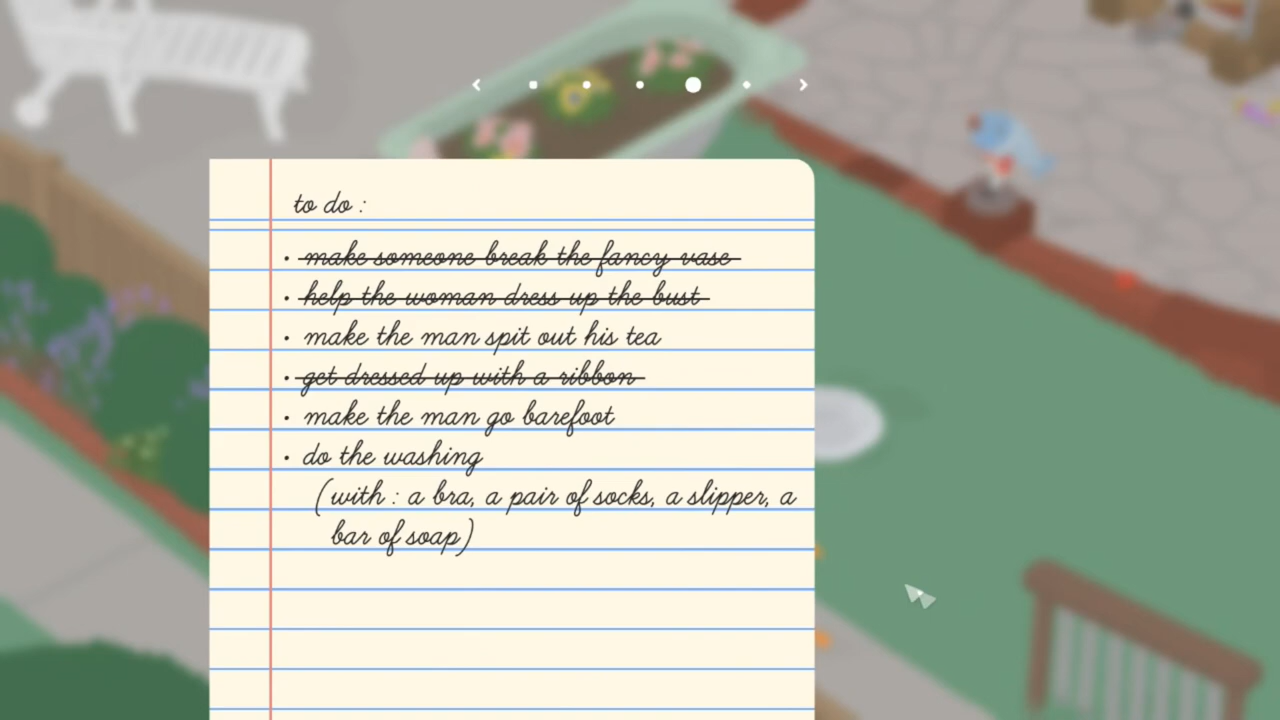 to do :
• make someone break the fancy vase
• help the woman dress up the bust
• make the man spit out his tea
• get dressed up with a ribbon
• make the man go barefoot
• do the washing
(with : a bra, a pair of socks, a slipper, a
bar of soap)